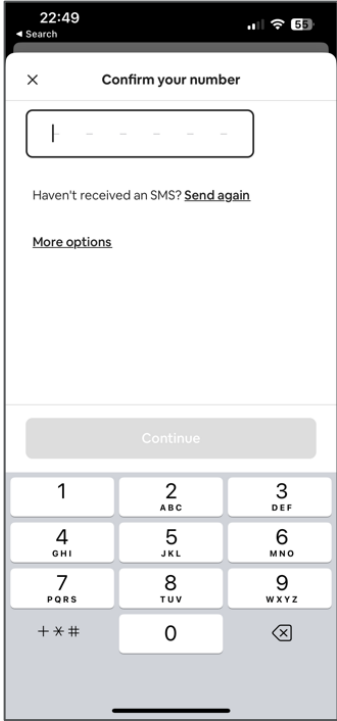 22:49
55
◀ Search
Confirm your number
Haven't received an SMS? Send again
More options
Continue
1 2 3
ABC DEF
4 5 6
GHI JKL MNO
7 8 9
PQRS TUV WXYZ
+*# 0